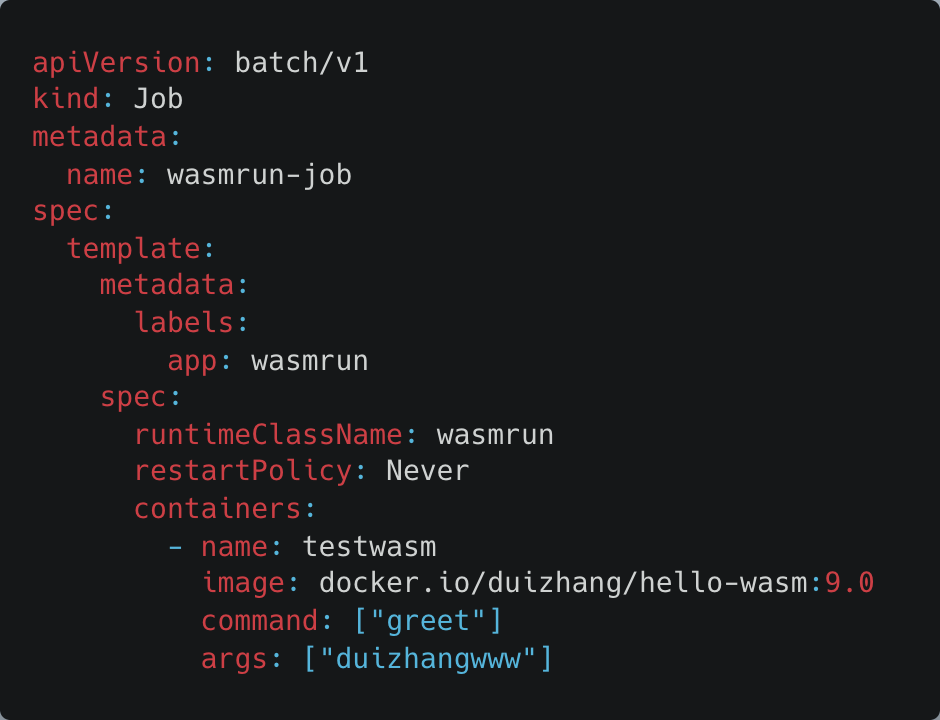 apiVersion: batch/v1
kind: Job
metadata:
  name: wasmrun-job
spec:
  template:
    metadata:
      labels:
        app: wasmrun
    spec:
      runtimeClassName: wasmrun
      restartPolicy: Never
      containers:
        - name: testwasm
          image: docker.io/duizhang/hello-wasm:9.0
          command: ["greet"]
          args: ["duizhangwww"]